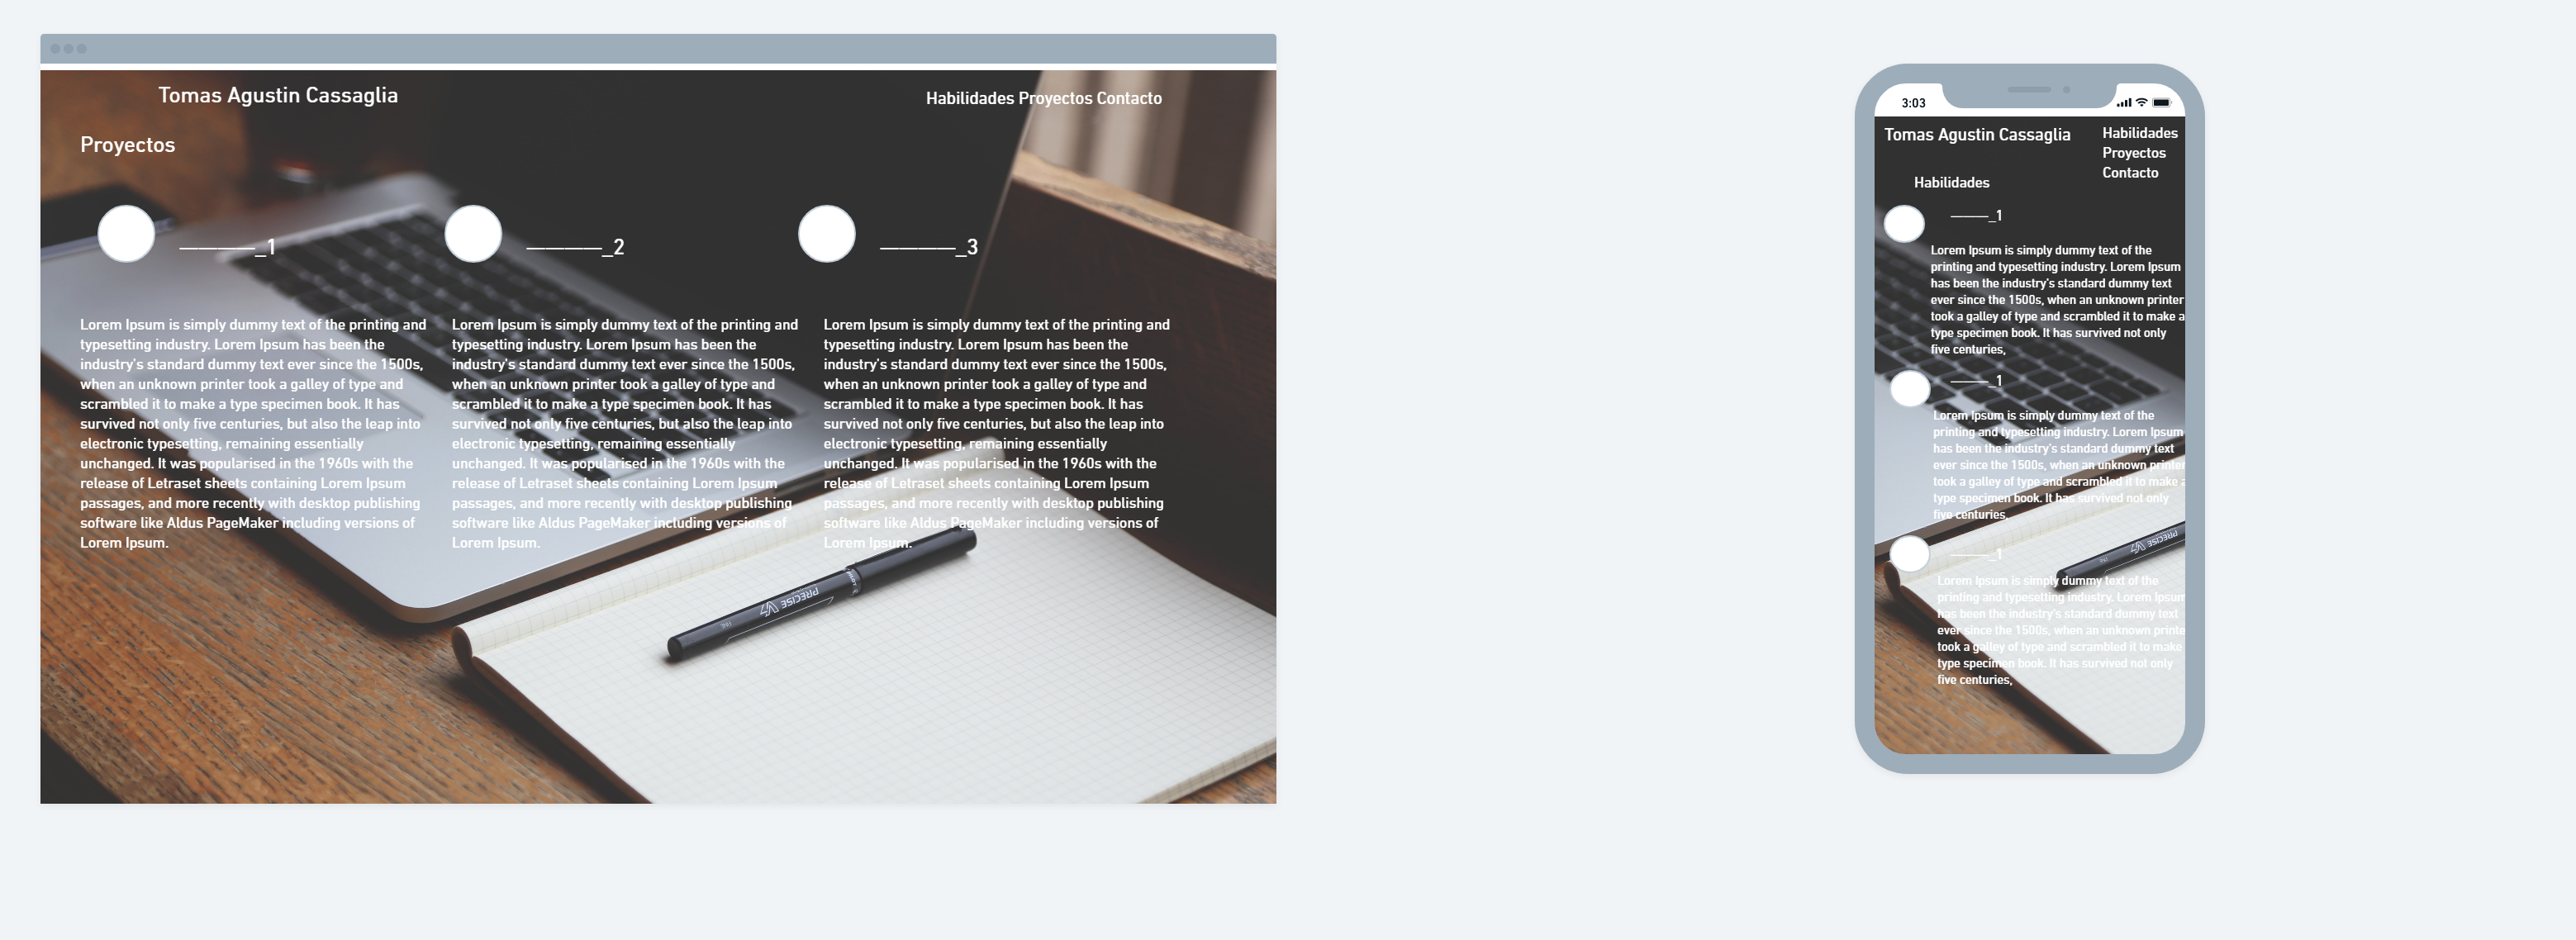 Tomas Agustin Cassaglia
Habilidades Proyectos Contacto
Proyectos
————_1
————_2
————_3
Lorem Ipsum is simply dummy text of the printing and
typesetting industry. Lorem Ipsum has been the
industry's standard dummy text ever since the 1500s,
when an unknown printer took a galley of type and
scrambled it to make a type specimen book. It has
survived not only five centuries, but also the leap into
electronic typesetting, remaining essentially
unchanged. It was popularised in the 1960s with the
release of Letraset sheets containing Lorem Ipsum
passages, and more recently with desktop publishing
software like Aldus PageMaker including versions of
Lorem Ipsum.
Lorem Ipsum is simply dummy text of the printing and
typesetting industry. Lorem Ipsum has been the
industry's standard dummy text ever since the 1500s,
when an unknown printer took a galley of type and
scrambled it to make a type specimen book. It has
survived not only five centuries, but also the leap into
electronic typesetting, remaining essentially
unchanged. It was popularised in the 1960s with the
release of Letraset sheets containing Lorem Ipsum
passages, and more recently with desktop publishing
software like Aldus PageMaker including versions of
Lorem Ipsum.
Lorem Ipsum is simply dummy text of the printing and
typesetting industry. Lorem Ipsum has been the
industry's standard dummy text ever since the 1500s,
when an unknown printer took a galley of type and
scrambled it to make a type specimen book. It has
survived not only five centuries, but also the leap into
electronic typesetting, remaining essentially
unchanged. It was popularised in the 1960s with the
release of Letraset sheets containing Lorem Ipsum
passages, and more recently with desktop publishing
software like Aldus PageMaker including versions of
Lorem Ipsum.
PRECISE V7
3:03
Tomas Agustin Cassaglia
Habilidades
Proyectos
Contacto
Habilidades
———_1
Lorem Ipsum is simply dummy text of the
printing and typesetting industry. Lorem Ipsum
has been the industry's standard dummy text
ever since the 1500s, when an unknown printer
took a galley of type and scrambled it to make a
type specimen book. It has survived not only
five centuries,
———_1
Lorem Ipsum is simply dummy text of the
printing and typesetting industry. Lorem Ipsum
has been the industry's standard dummy text
ever since the 1500s, when an unknown printer
took a galley of type and scrambled it to make a
type specimen book. It has survived not only
five centuries,
———_1
PRECISE V7
Lorem Ipsum is simply dummy text of the
printing and typesetting industry. Lorem Ipsum
has been the industry's standard dummy text
ever since the 1500s, when an unknown printe
took a galley of type and scrambled it to make
type specimen book. It has survived not only
five centuries,